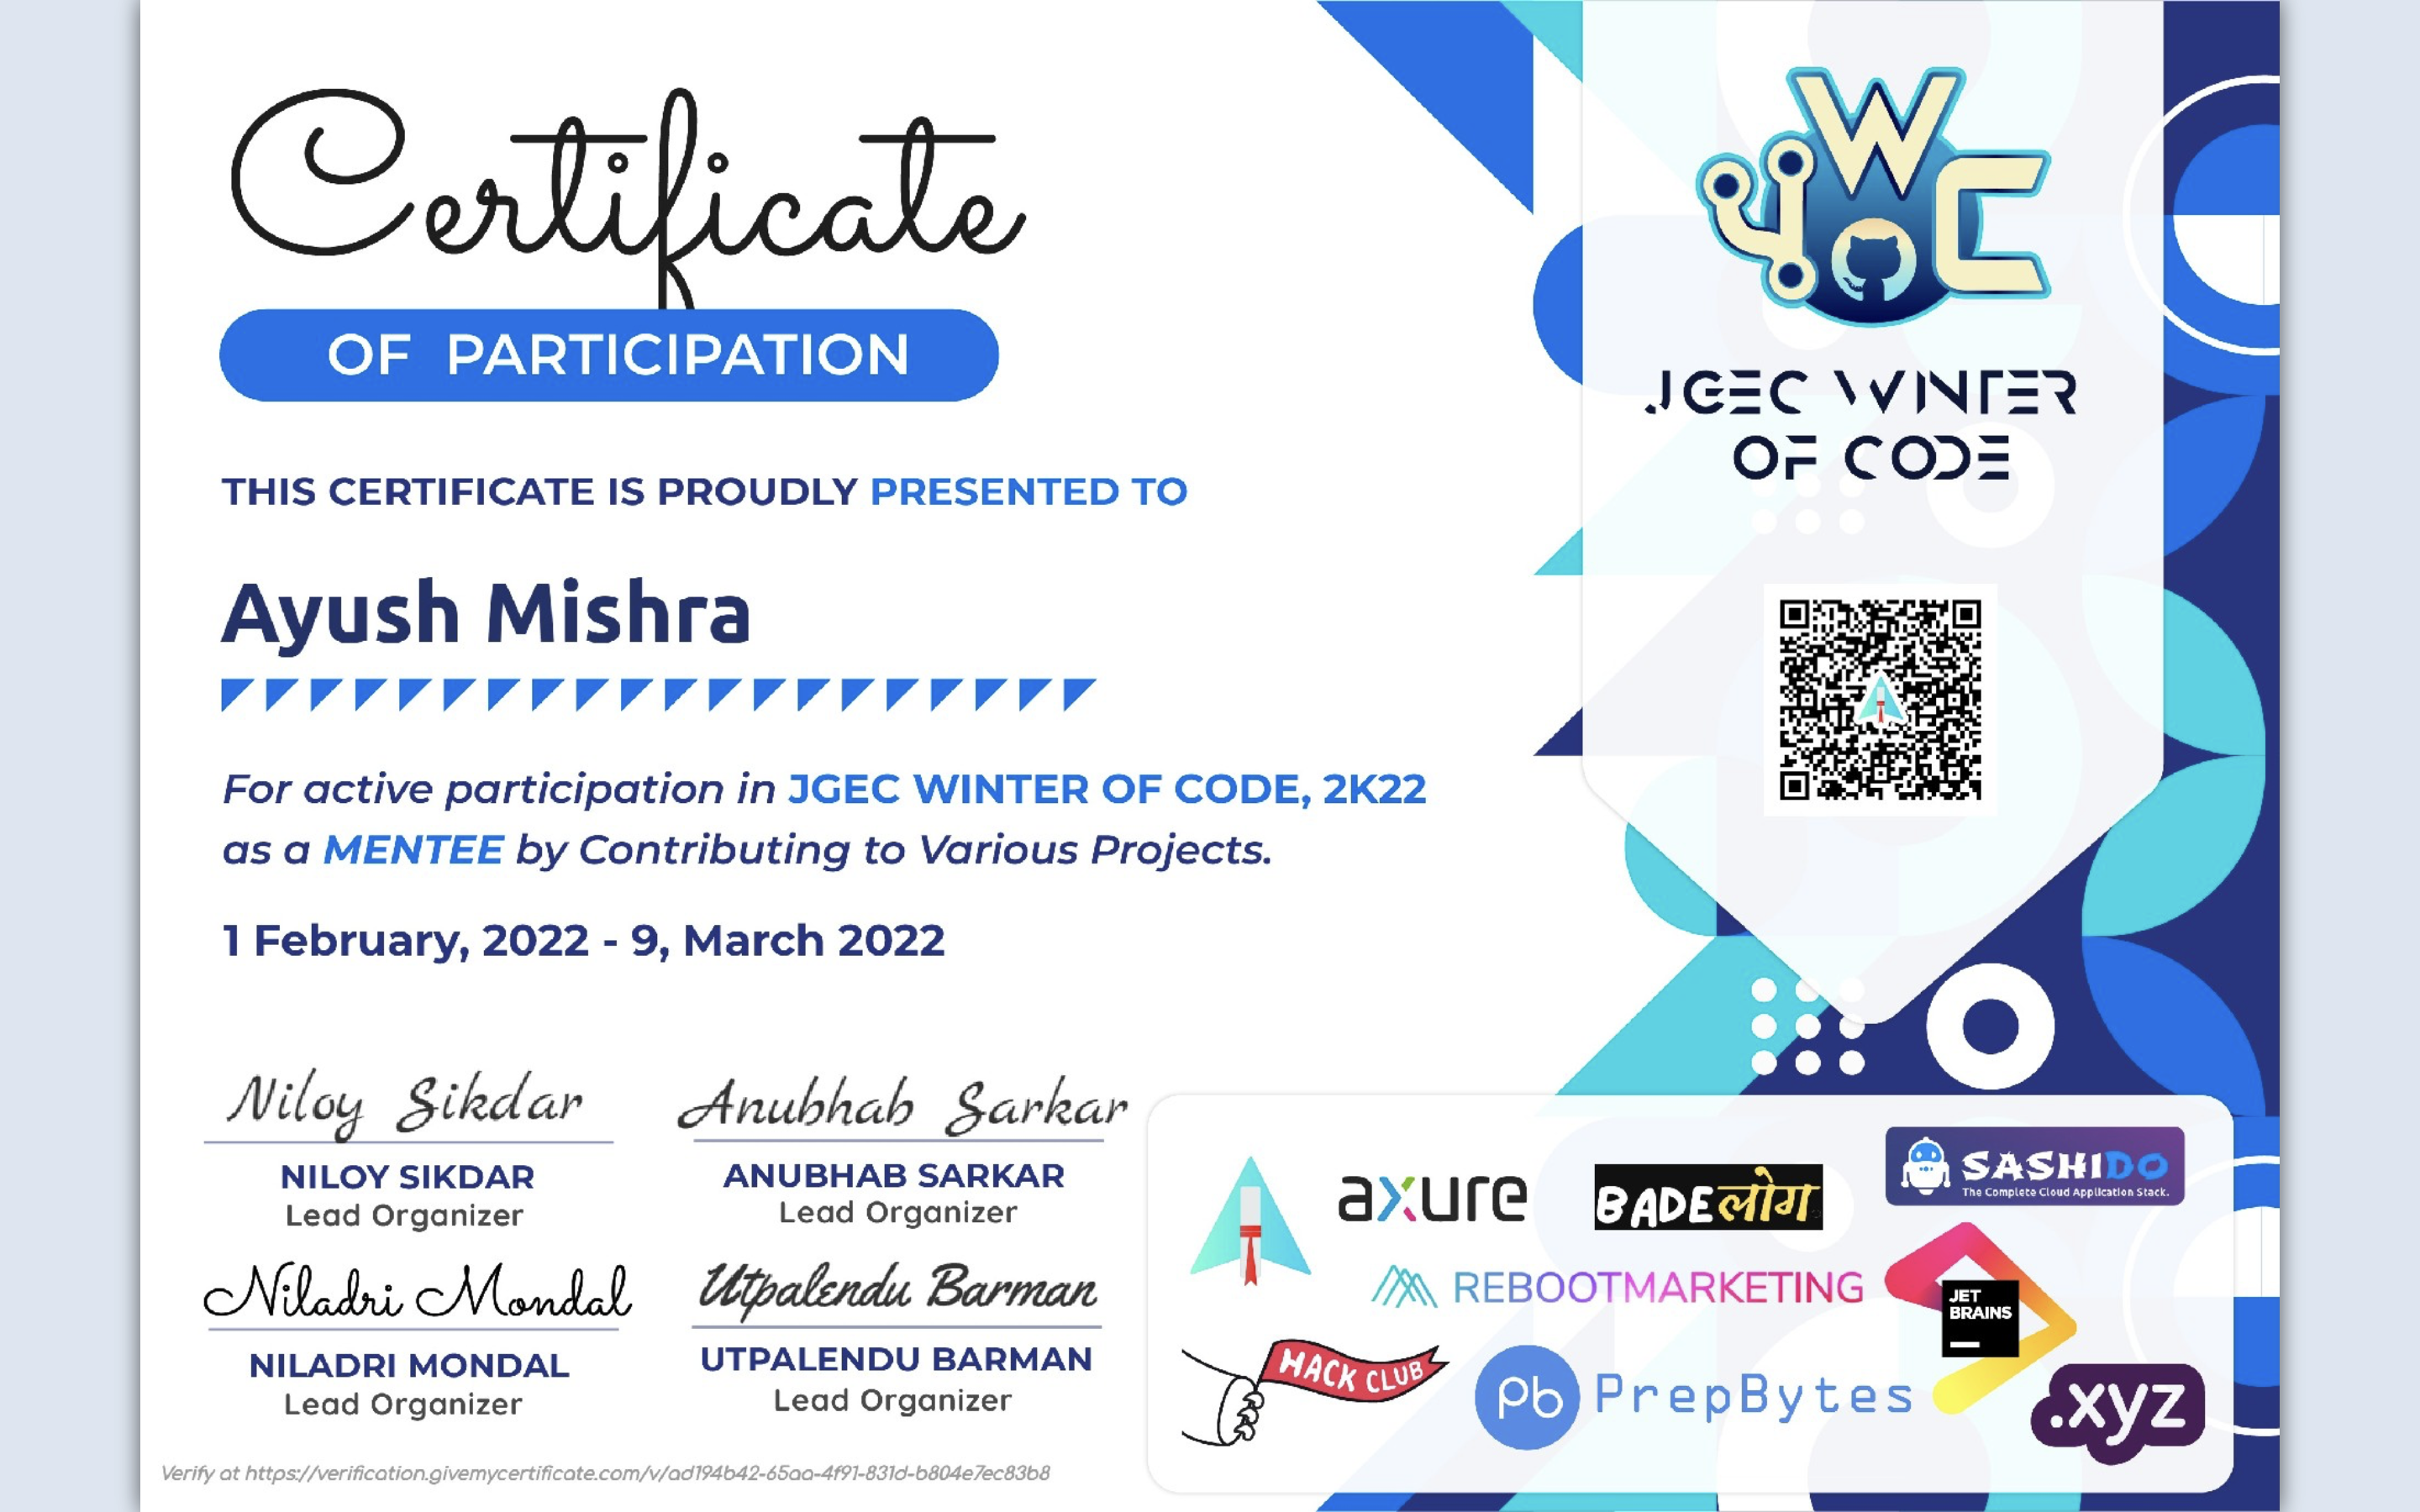 Certificate
OF PARTICIPATION
THIS CERTIFICATE IS PROUDLY PRESENTED TO
Ayush Mishra
For active participation in JGEC WINTER OF CODE, 2K22
as a MENTEE by Contributing to Various Projects.
1 February, 2022 - 9, March 2022
Niloy Sikdar
NILOY SIKDAR
Lead Organizer
Anubhab Sarkar
ANUBHAB SARKAR
Lead Organizer
Niladri Mondal
NILADRI MONDAL
Lead Organizer
Utpalendu Barman
UTPALENDU BARMAN
Lead Organizer
Verify at https://verification.givemycertificate.com/v/ad194b42-65aa-4f91-831d-b804e7ec83b8
JWC
JGEC WINTER
OF CODE
axure
BADEलोग
SASHIDO
The Complete Cloud Application Stack.
REBOOTMARKETING
JET
BRAINS
HACK CLUB
pb PrepBytes
.xyz